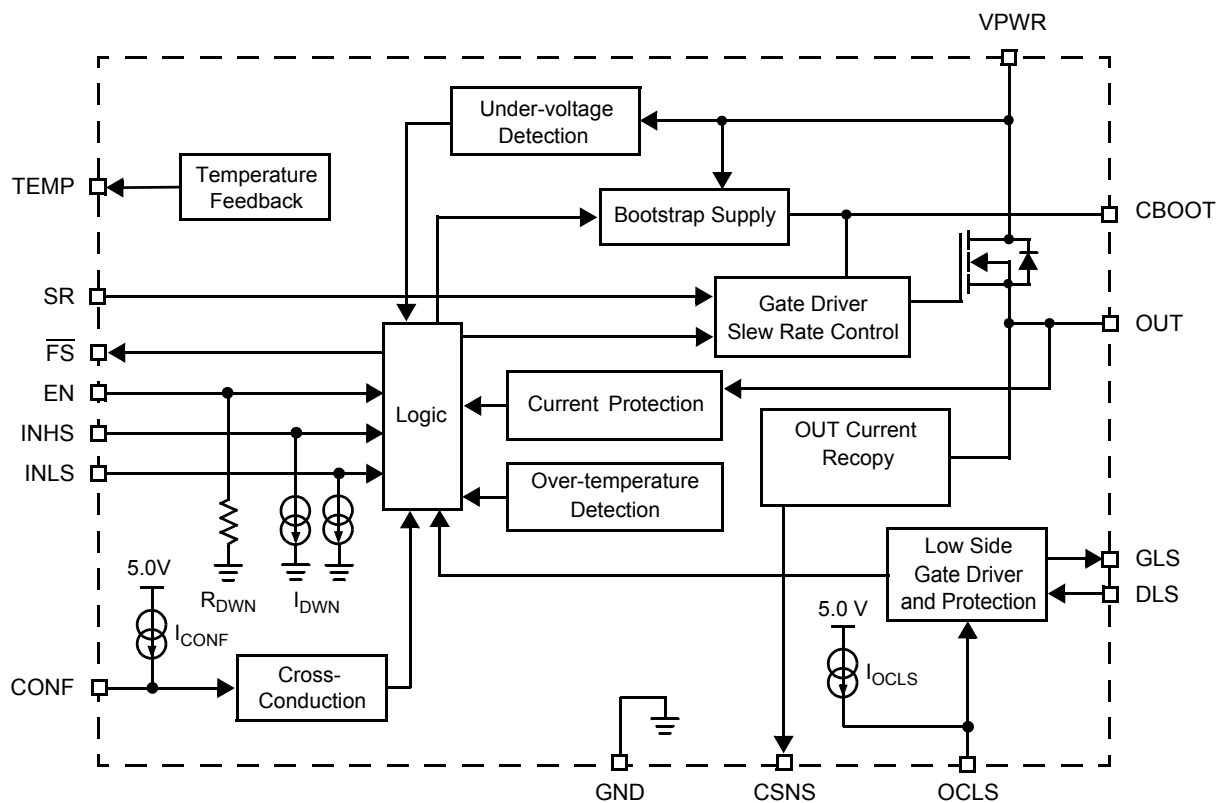 VPWR
Under-voltage
Detection
TEMP
Temperature
Feedback
Bootstrap Supply
CBOOT
SR
Gate Driver
Slew Rate Control
OUT
FS
EN
Logic
Current Protection
INHS
OUT Current
Recopy
INLS
Over-temperature
Detection
Low Side
Gate Driver
and Protection
GLS
DLS
5.0V
RDWN
IDWN
5.0 V
ICONF
IOCLS
CONF
Cross-
Conduction
GND
CSNS
OCLS